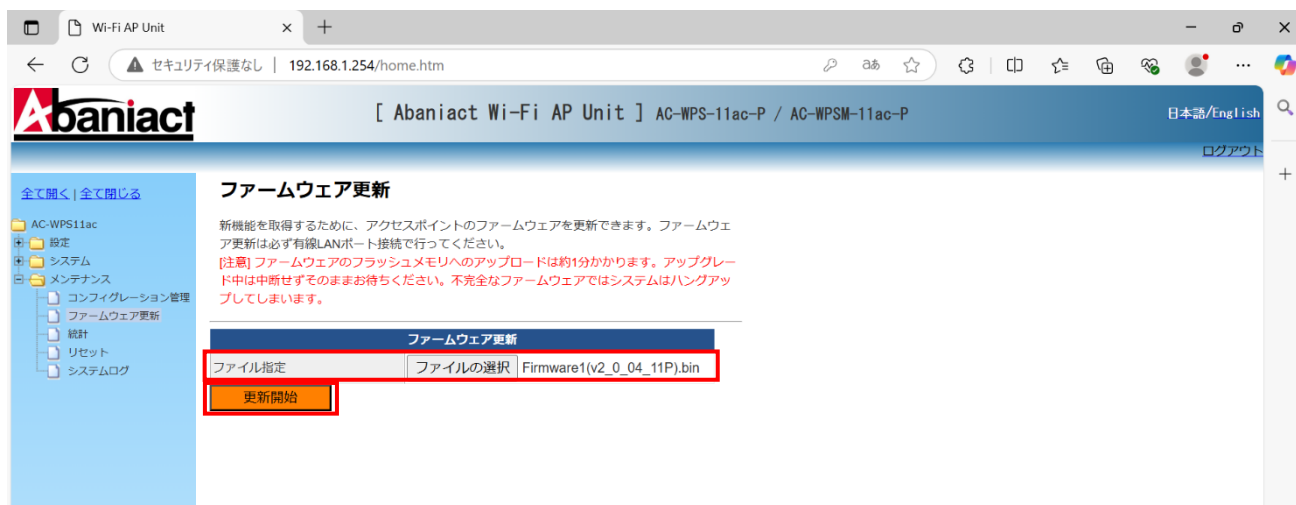 Wi-Fi AP Unit
セキュリティ保護なし | 192.168.1.254/home.htm
Abaniact
[ Abaniact Wi-Fi AP Unit ] AC-WPS-11ac-P / AC-WPSM-11ac-P
日本語/English
ログアウト
全て開く | 全て閉じる
AC-WPS11ac
設定
システム
メンテナンス
コンフィグレーション管理
ファームウェア更新
統計
リセット
システムログ
ファームウェア更新
新機能を取得するために、アクセスポイントのファームウェアを更新できます。ファームウェ
ア更新は必ず有線LANポート接続で行ってください。
[注意] ファームウェアのフラッシュメモリへのアップロードは約1分かかります。アップグレー
ド中は中断せずそのままお待ちください。不完全なファームウェアではシステムはハングアッ
プしてしまいます。
ファームウェア更新
ファイル指定 ファイルの選択 Firmware1(v2_0_04_11P).bin
更新開始